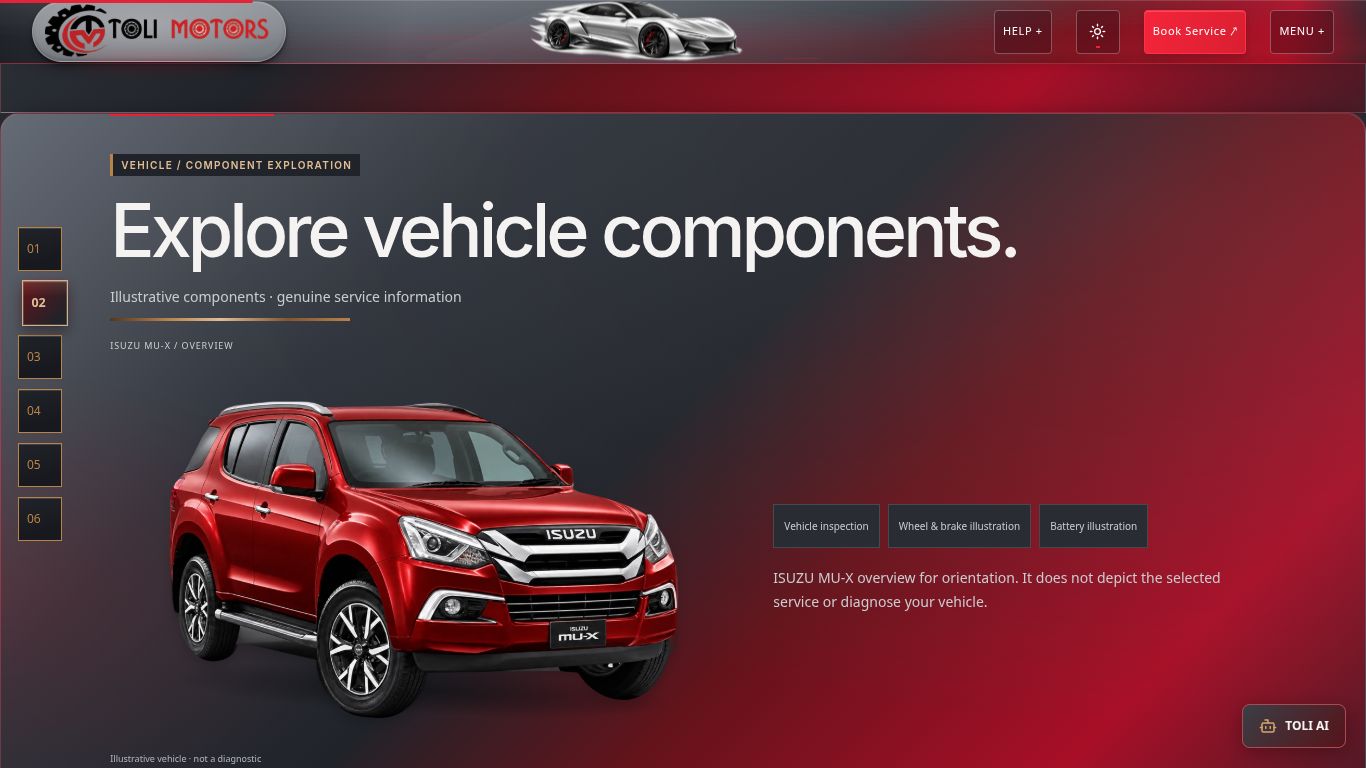 TOLI MOTORS
HELP +
Book Service ↗
MENU +
VEHICLE / COMPONENT EXPLORATION
Explore vehicle components.
Illustrative components · genuine service information
ISUZU MU-X / OVERVIEW
01
02
03
04
05
06
ISUZU
ISUZU
MU-X
Vehicle inspection
Wheel & brake illustration
Battery illustration
ISUZU MU-X overview for orientation. It does not depict the selected
service or diagnose your vehicle.
TOLI AI
Illustrative vehicle · not a diagnostic